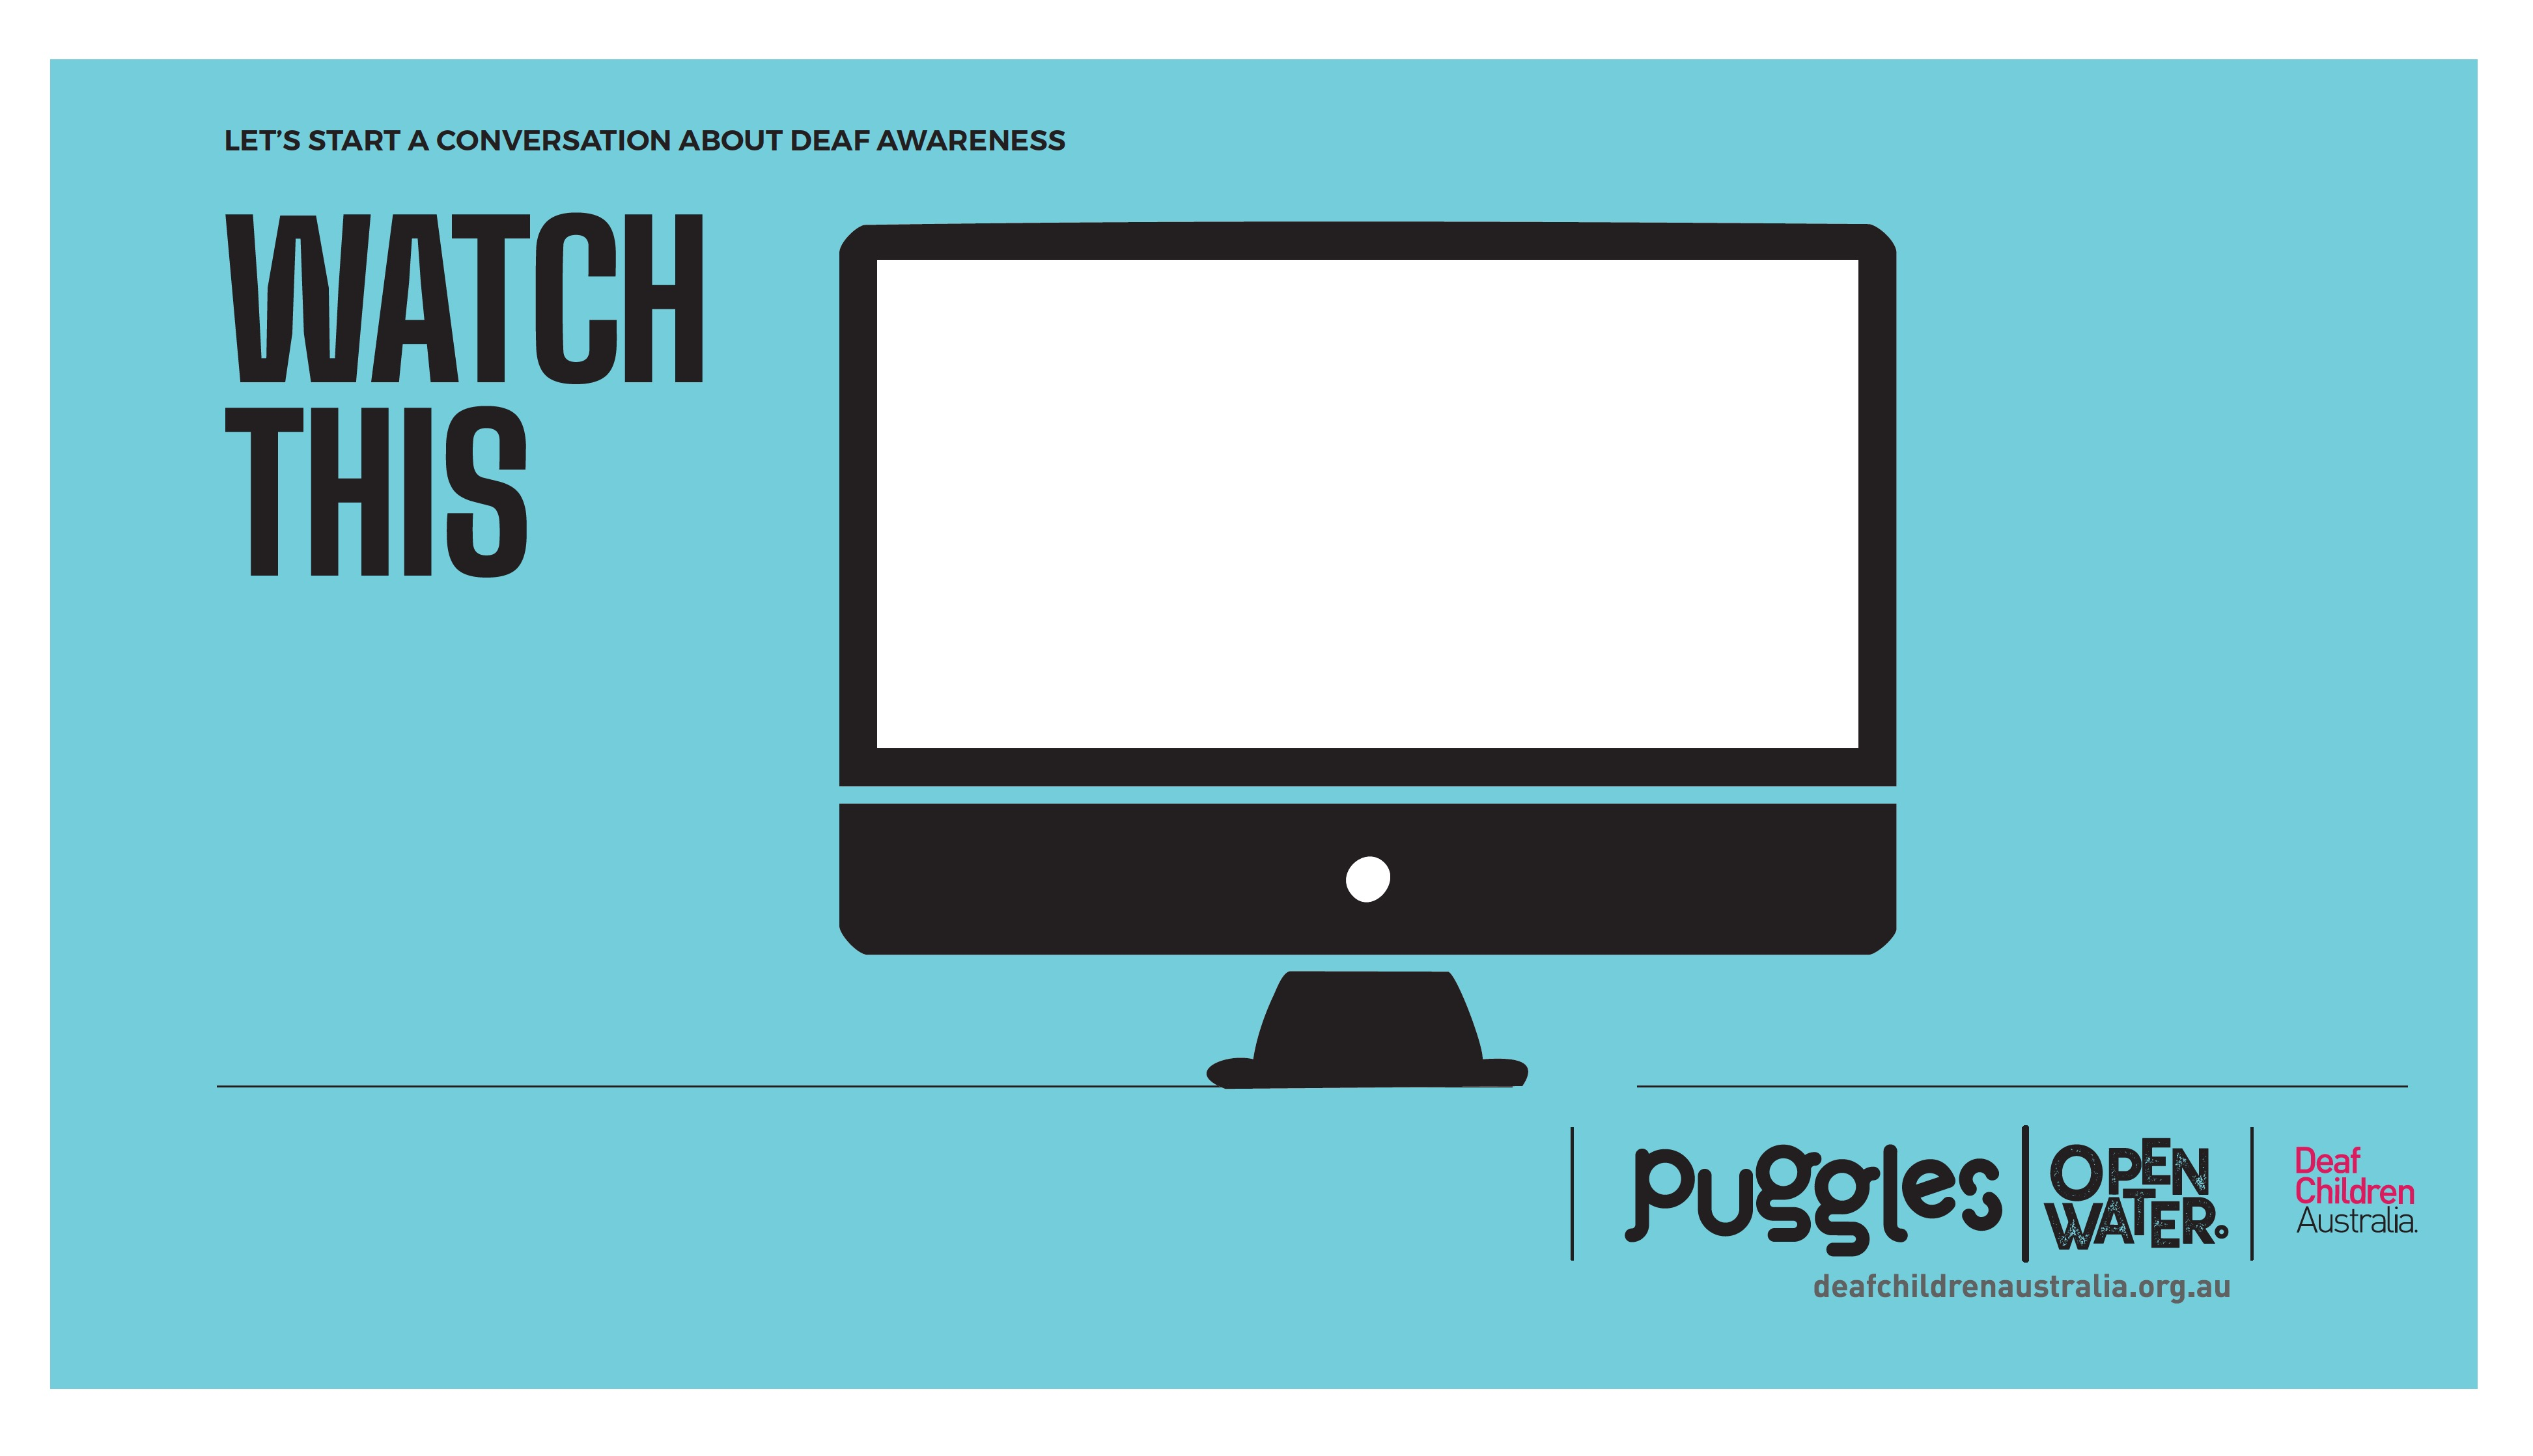 LET'S START A CONVERSATION ABOUT DEAF AWARENESS
WATCH
THIS
puggles
OPEN
WATER.
Deaf
Children
Australia.
deafchildrenaustralia.org.au